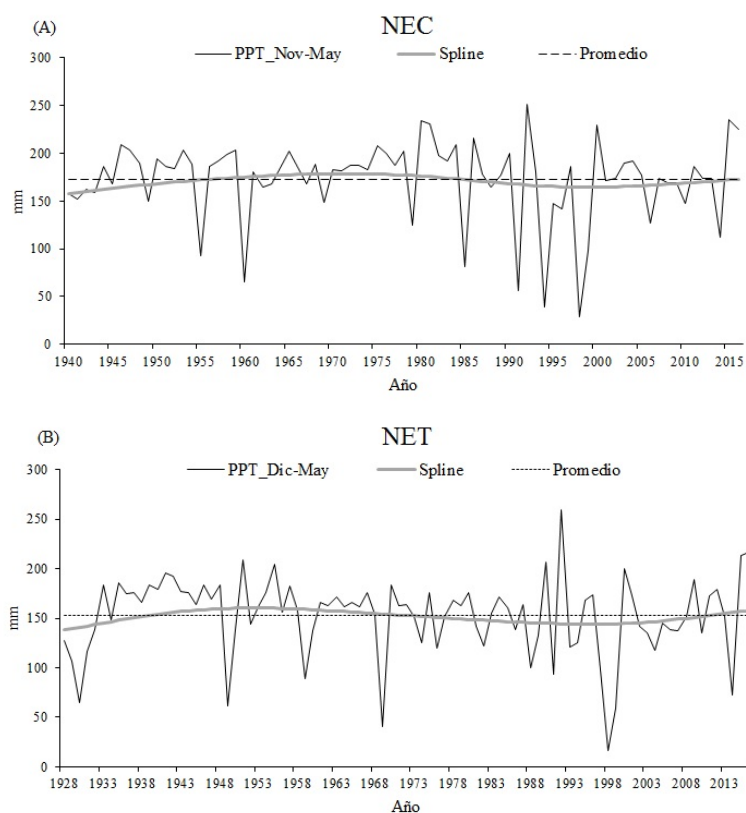 (A) NEC
PPT_Nov-May Spline Promedio
300
250
200
150
100
50
0
mm
1940 1945 1950 1955 1960 1965 1970 1975 1980 1985 1990 1995 2000 2005 2010 2015
Año
(B) NET
PPT_Dic-May Spline Promedio
300
250
200
150
100
50
0
mm
1928 1933 1938 1943 1948 1953 1958 1963 1968 1973 1978 1983 1988 1993 1998 2003 2008 2013
Año